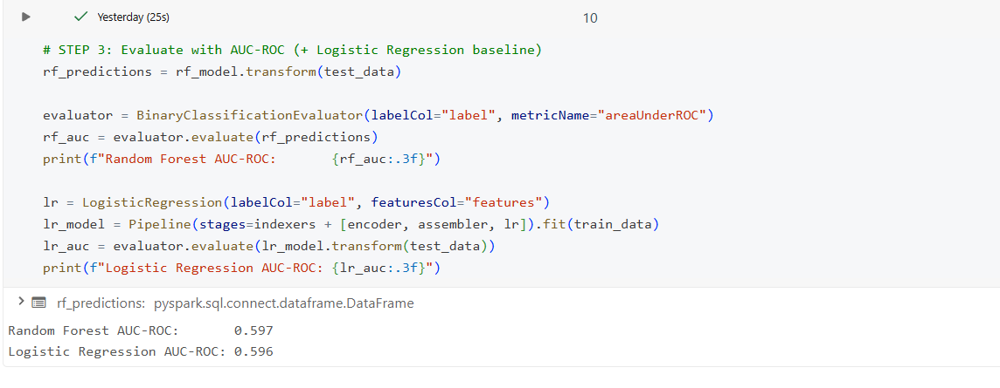 Yesterday (25s)
10
# STEP 3: Evaluate with AUC-ROC (+ Logistic Regression baseline)
rf_predictions = rf_model.transform(test_data)
evaluator = BinaryClassificationEvaluator(labelCol="label", metricName="areaUnderROC")
rf_auc = evaluator.evaluate(rf_predictions)
print(f"Random Forest AUC-ROC:       {rf_auc:.3f}")
lr = LogisticRegression(labelCol="label", featuresCol="features")
lr_model = Pipeline(stages=indexers + [encoder, assembler, lr]).fit(train_data)
lr_auc = evaluator.evaluate(lr_model.transform(test_data))
print(f"Logistic Regression AUC-ROC: {lr_auc:.3f}")
rf_predictions: pyspark.sql.connect.dataframe.DataFrame
Random Forest AUC-ROC:       0.597
Logistic Regression AUC-ROC: 0.596